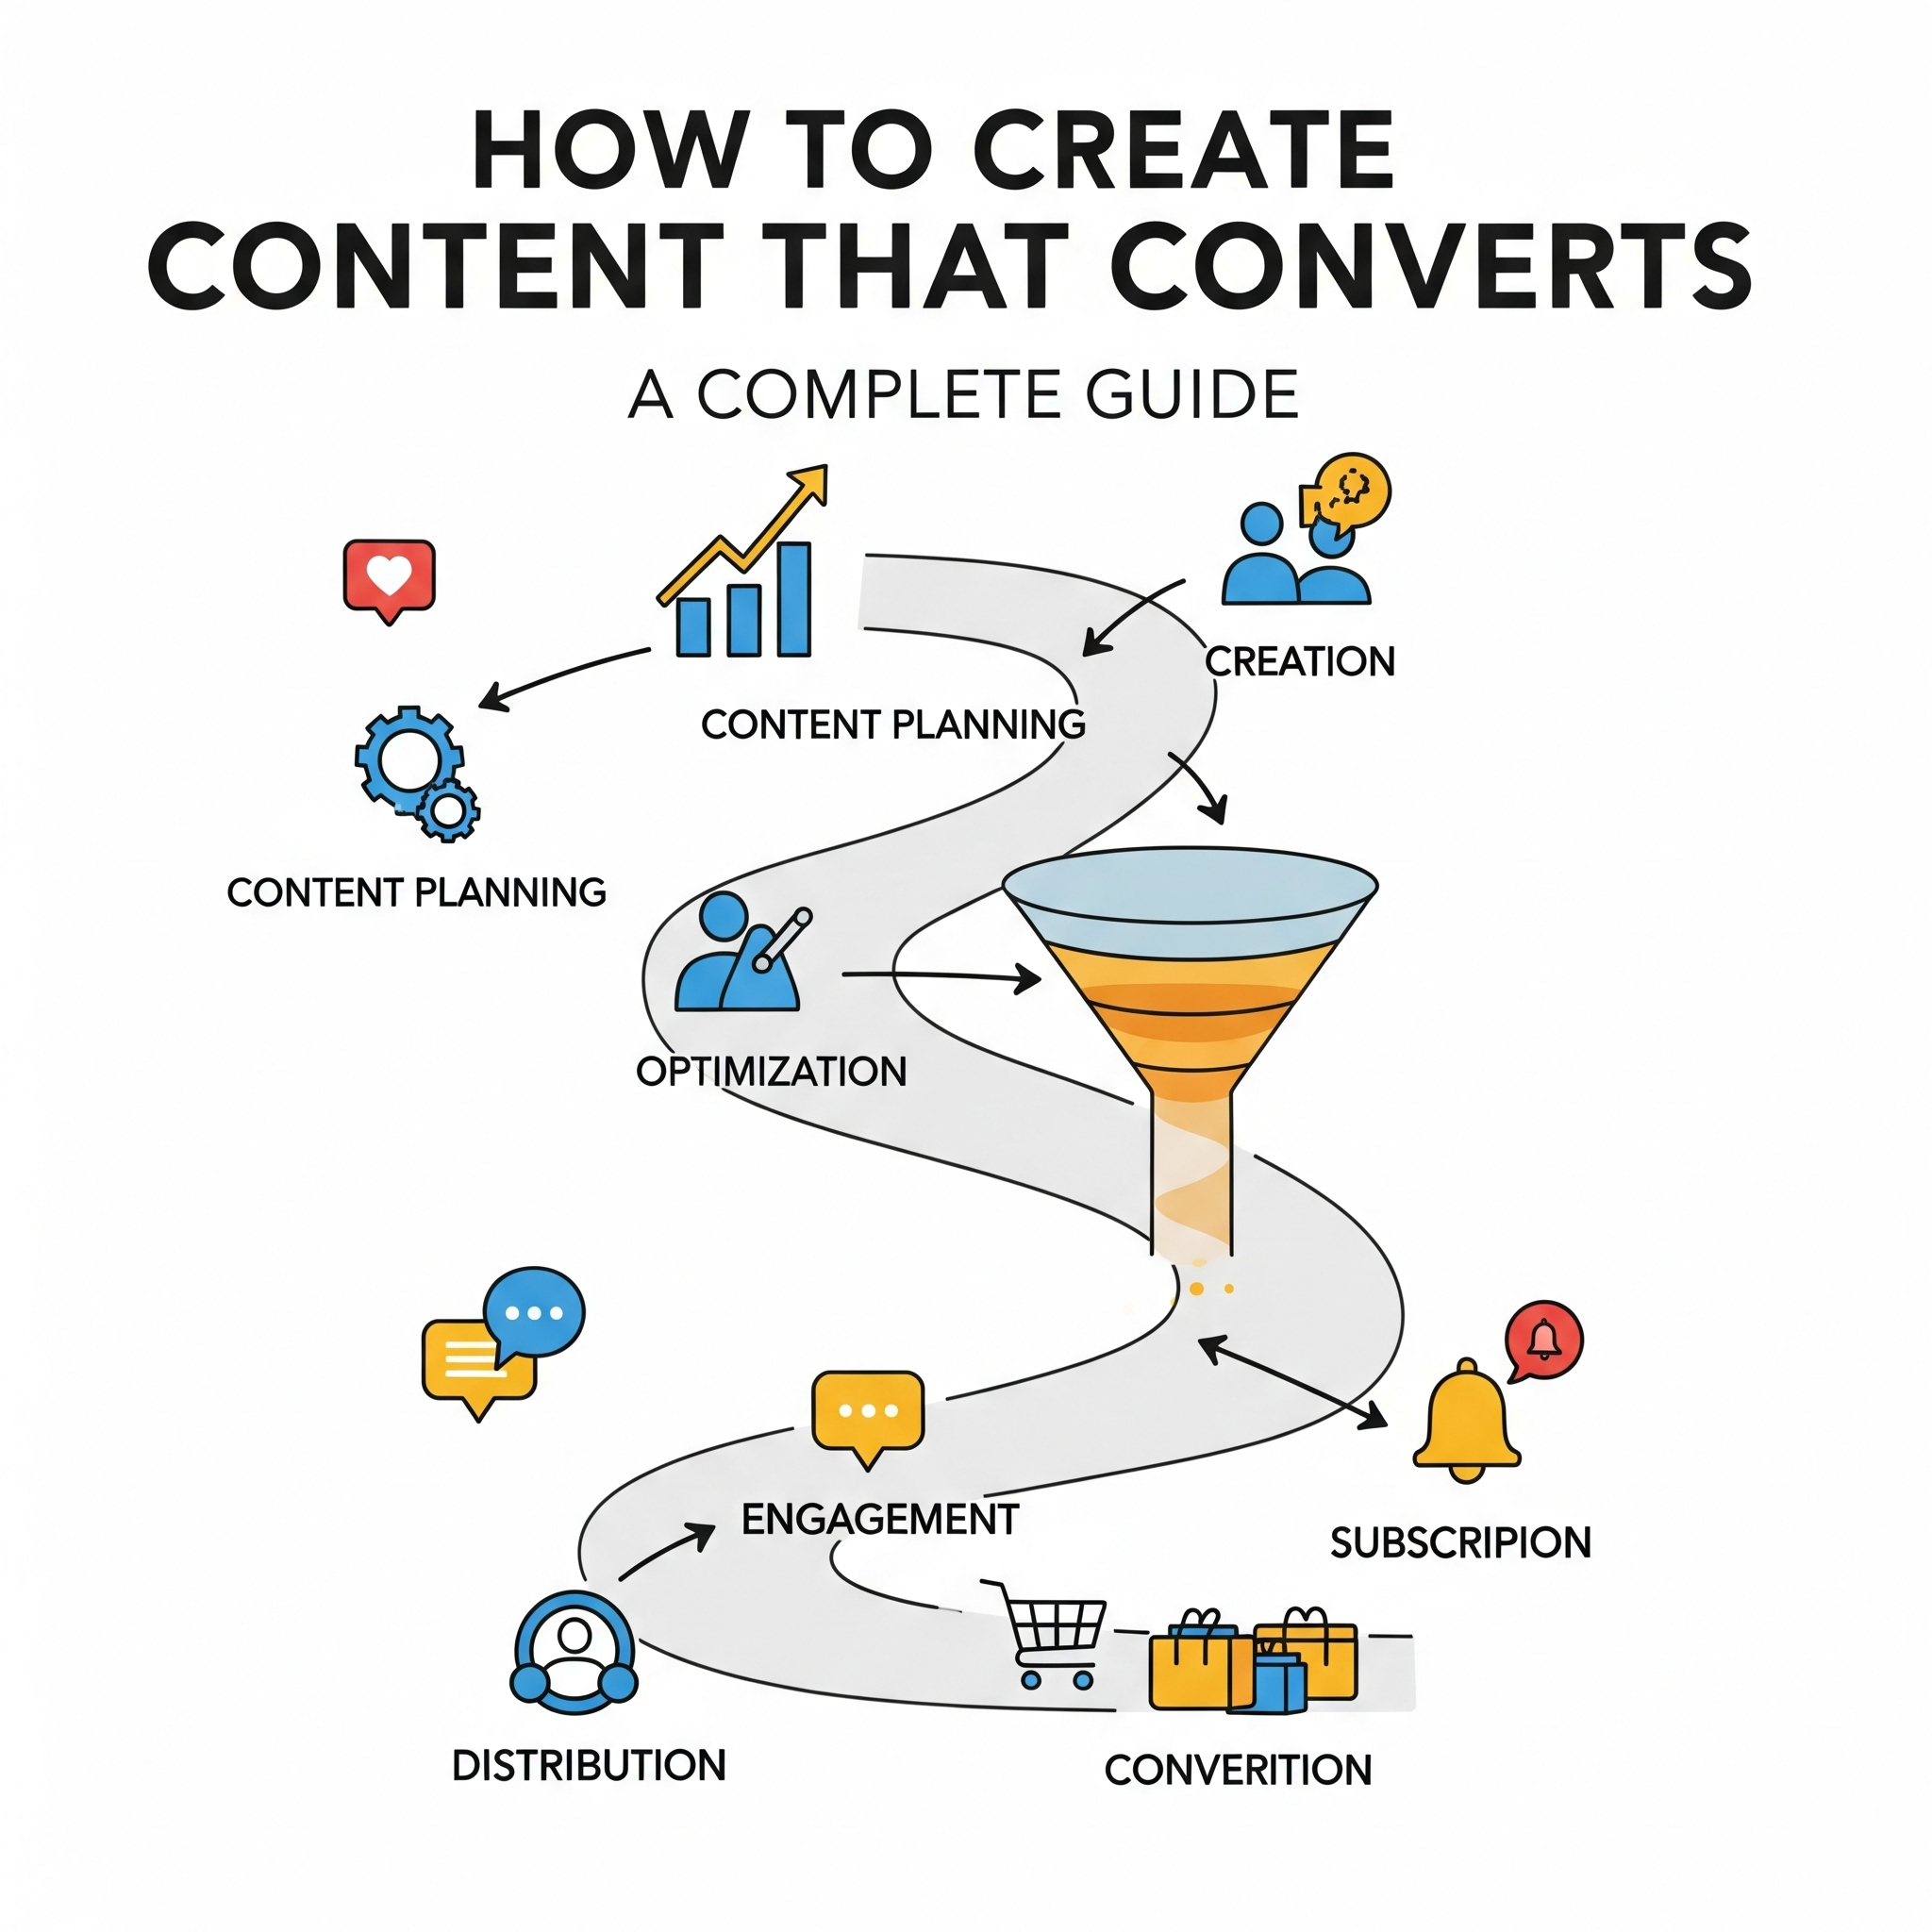 HOW TO CREATE
CONTENT THAT CONVERTS
A COMPLETE GUIDE
CREATION
CONTENT PLANNING
CONTENT PLANNING
OPTIMIZATION
ENGAGEMENT
SUBSCRIPION
DISTRIBUTION
CONVERITION